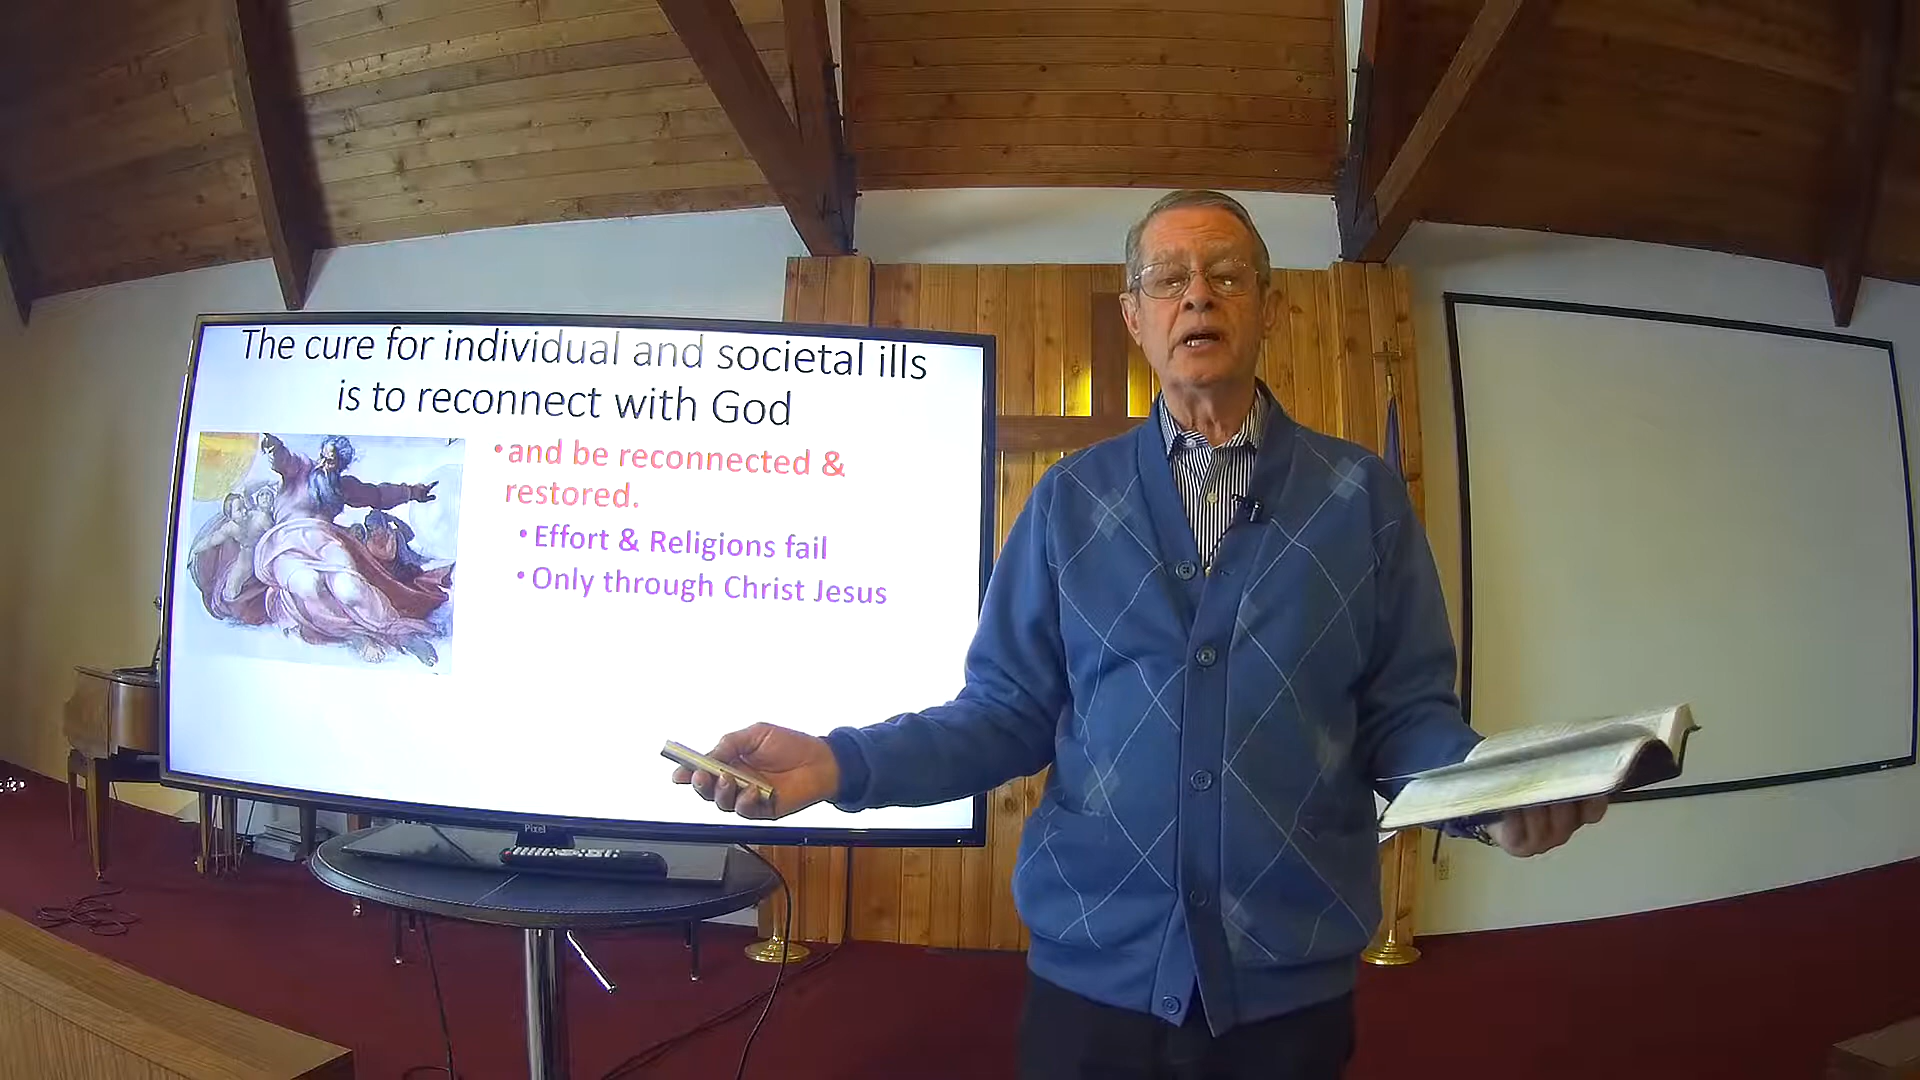 The cure for individual and societal ills
is to reconnect with God
•and be reconnected &
restored.
•Effort & Religions fail
•Only through Christ Jesus
Pixel